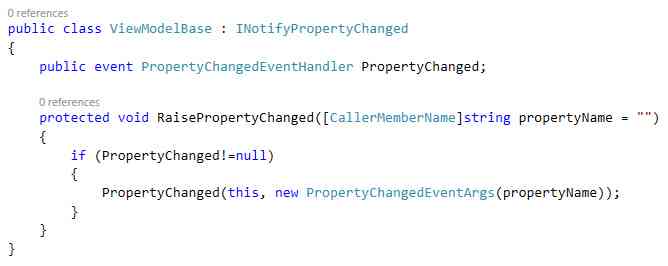 0 references
public class ViewModelBase : INotifyPropertyChanged
{
    public event PropertyChangedEventHandler PropertyChanged;

    0 references
    protected void RaisePropertyChanged([CallerMemberName]string propertyName = "")
    {
        if (PropertyChanged!=null)
        {
            PropertyChanged(this, new PropertyChangedEventArgs(propertyName));
        }
    }
}